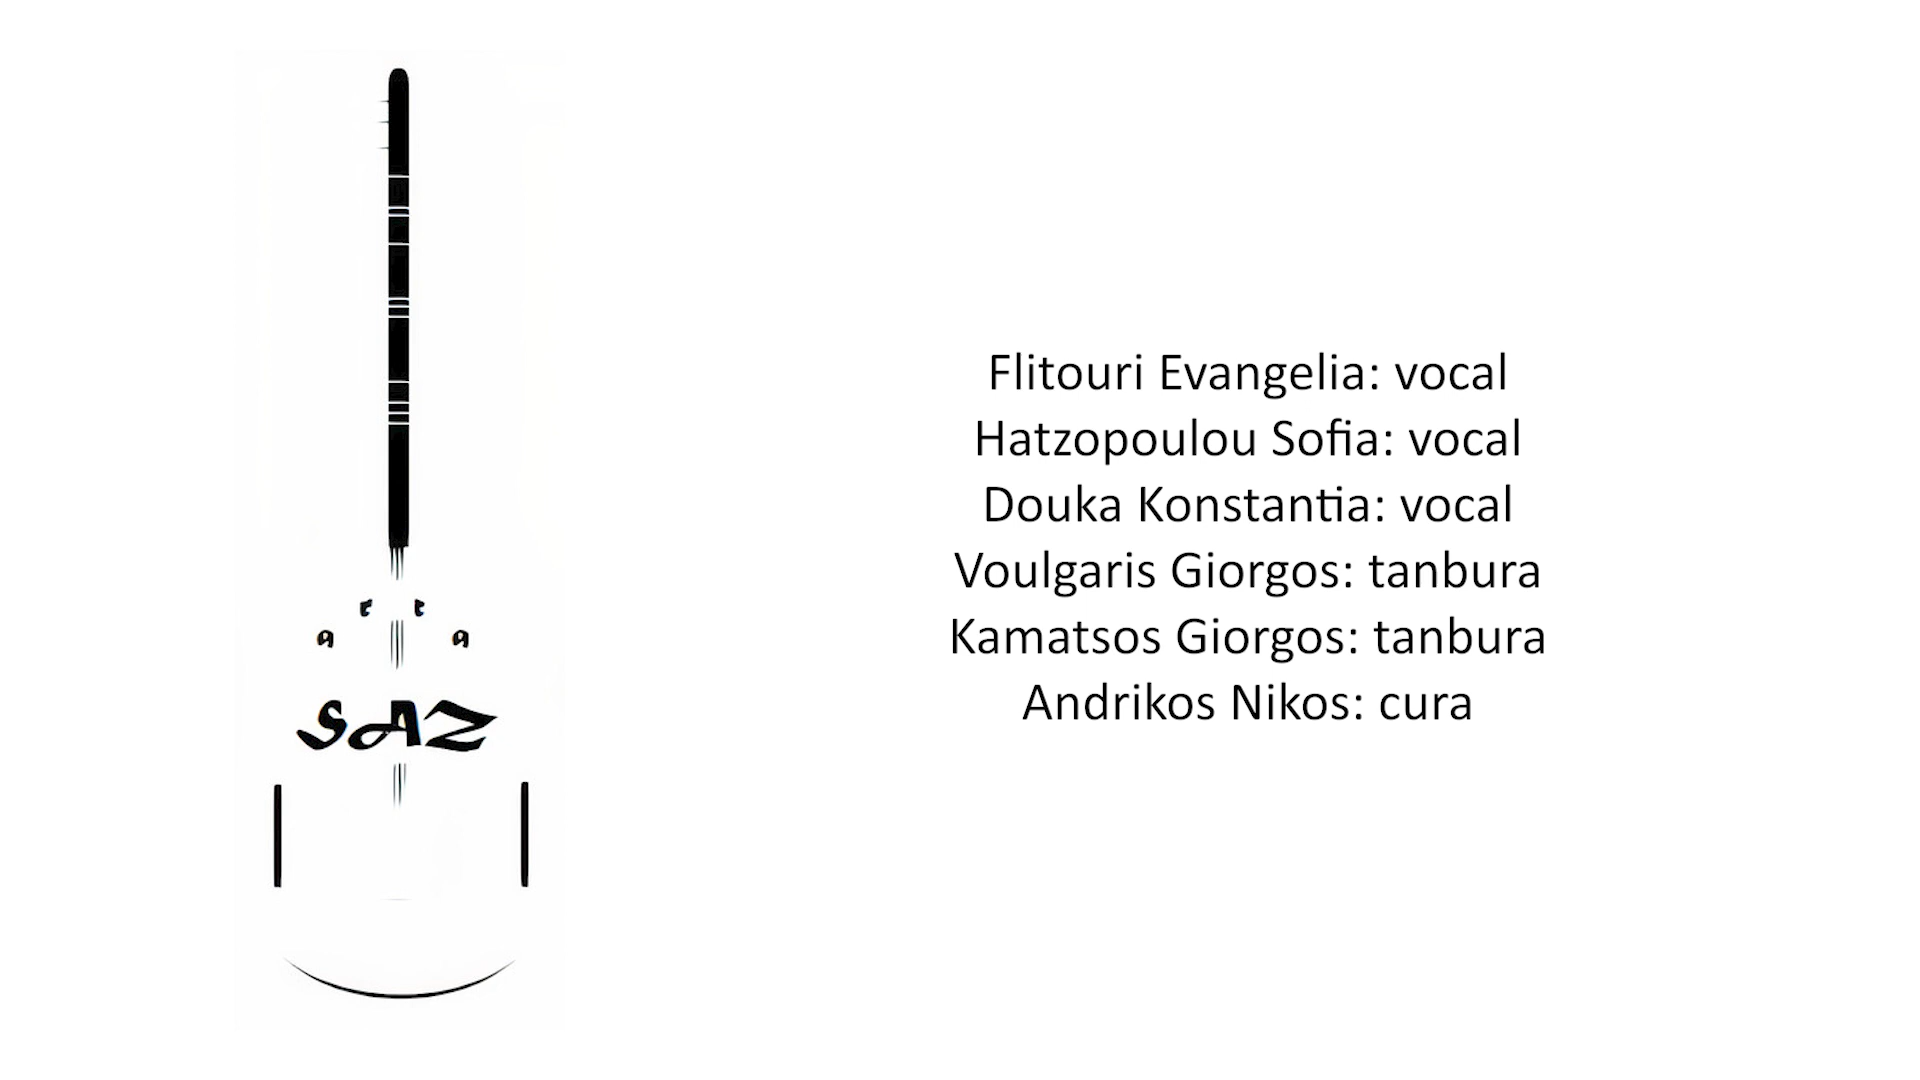 SAZ
Flitouri Evangelia: vocal
Hatzopoulou Sofia: vocal
Douka Konstantia: vocal
Voulgaris Giorgos: tanbura
Kamatsos Giorgos: tanbura
Andrikos Nikos: cura